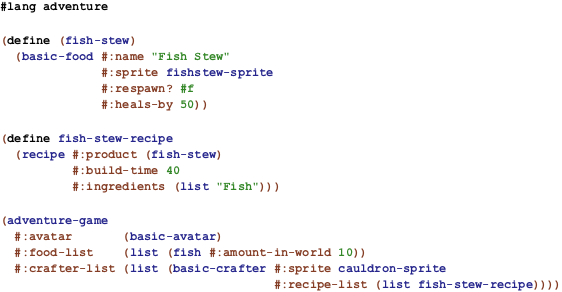 #lang adventure
(define (fish-stew)
(basic-food #:name "Fish Stew"
#:sprite fishstew-sprite
#:respawn? #f
#:heals-by 50))
(define fish-stew-recipe
(recipe #:product (fish-stew)
#:build-time 40
#:ingredients (list "Fish")))
(adventure-game
#:avatar (basic-avatar)
#:food-list (list (fish #:amount-in-world 10))
#:crafter-list (list (basic-crafter #:sprite cauldron-sprite
#:recipe-list (list fish-stew-recipe))))